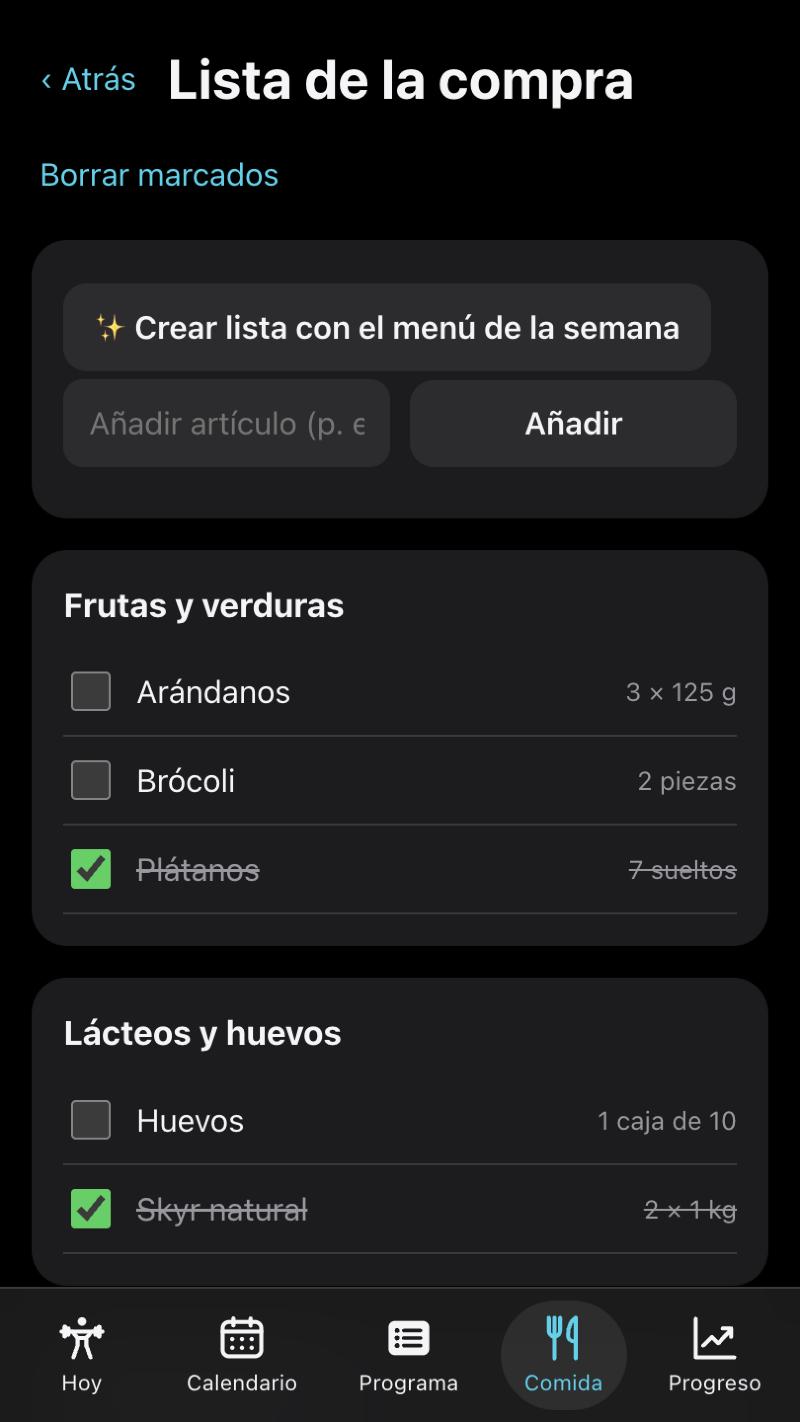 ‹ Atrás Lista de la compra
Borrar marcados
✨ Crear lista con el menú de la semana
Añadir artículo (p. e
Añadir
Frutas y verduras
Arándanos 3 × 125 g
Brócoli 2 piezas
Plátanos 7 sueltos
Lácteos y huevos
Huevos 1 caja de 10
Skyr natural 2 × 1 kg
Hoy Calendario Programa Comida Progreso